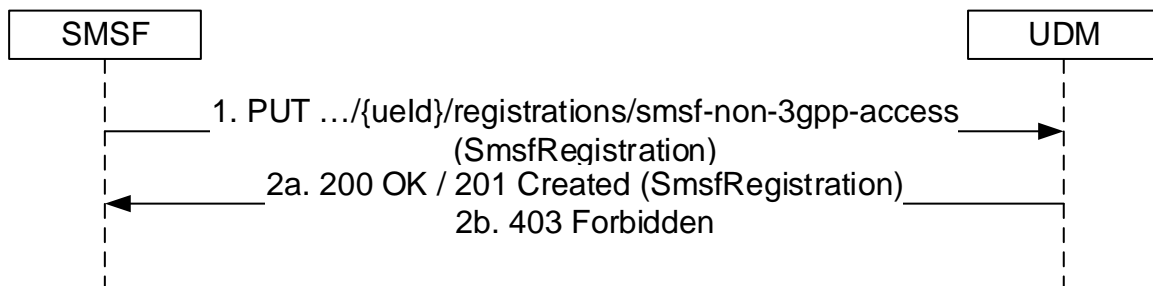 SMSF
UDM
1. PUT …/{ueId}/registrations/smsf-non-3gpp-access
(SmsfRegistration)
2a. 200 OK / 201 Created (SmsfRegistration)
2b. 403 Forbidden